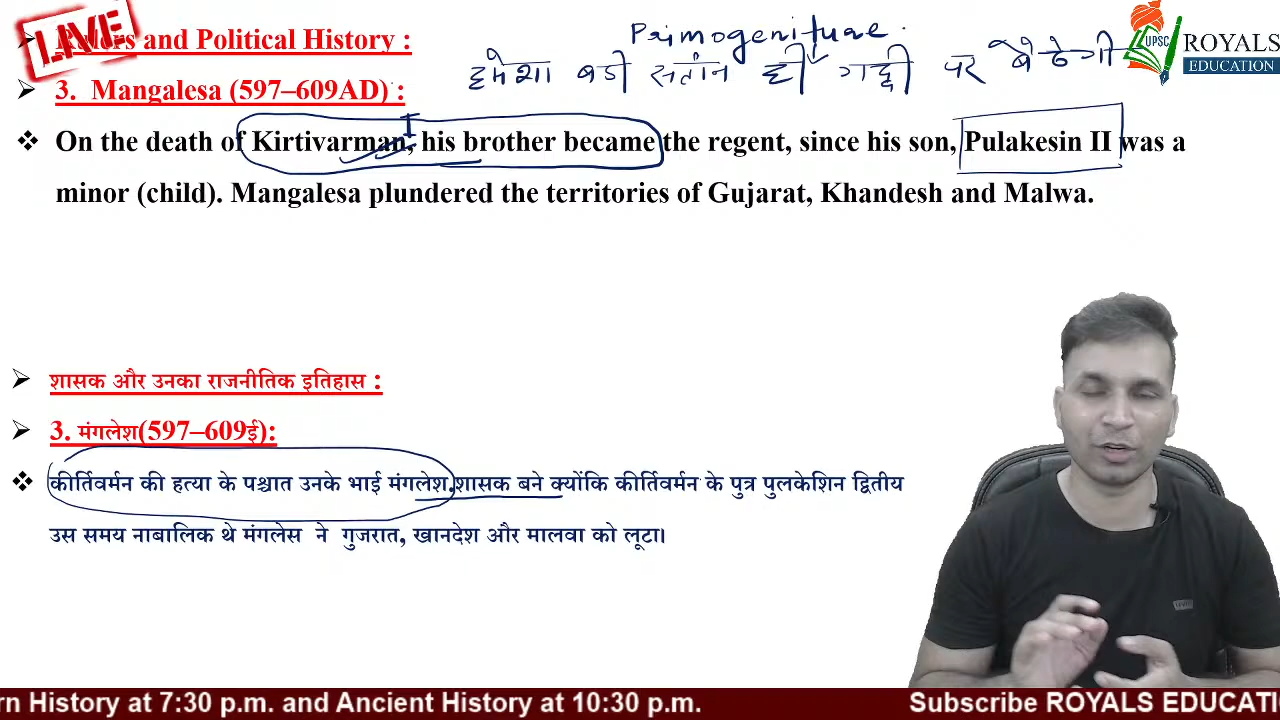 LIVE
Rulers and Political History :
Primogeniture.
हमेशा बडी संतान ही गद्दी पर बैठेगी
UPSC ROYALS
EDUCATION
3. Mangalesa (597–609AD) :
On the death of Kirtivarman I, his brother became the regent, since his son, Pulakesin II was a
minor (child). Mangalesa plundered the territories of Gujarat, Khandesh and Malwa.
शासक और उनका राजनीतिक इतिहास :
3. मंगलेश(597–609ई):
कीर्तिवर्मन की हत्या के पश्चात उनके भाई मंगलेश,शासक बने क्योंकि कीर्तिवर्मन के पुत्र पुलकेशिन द्वितीय
उस समय नाबालिक थे मंगलेस ने गुजरात, खानदेश और मालवा को लूटा।
rn History at 7:30 p.m. and Ancient History at 10:30 p.m. Subscribe ROYALS EDUCATI